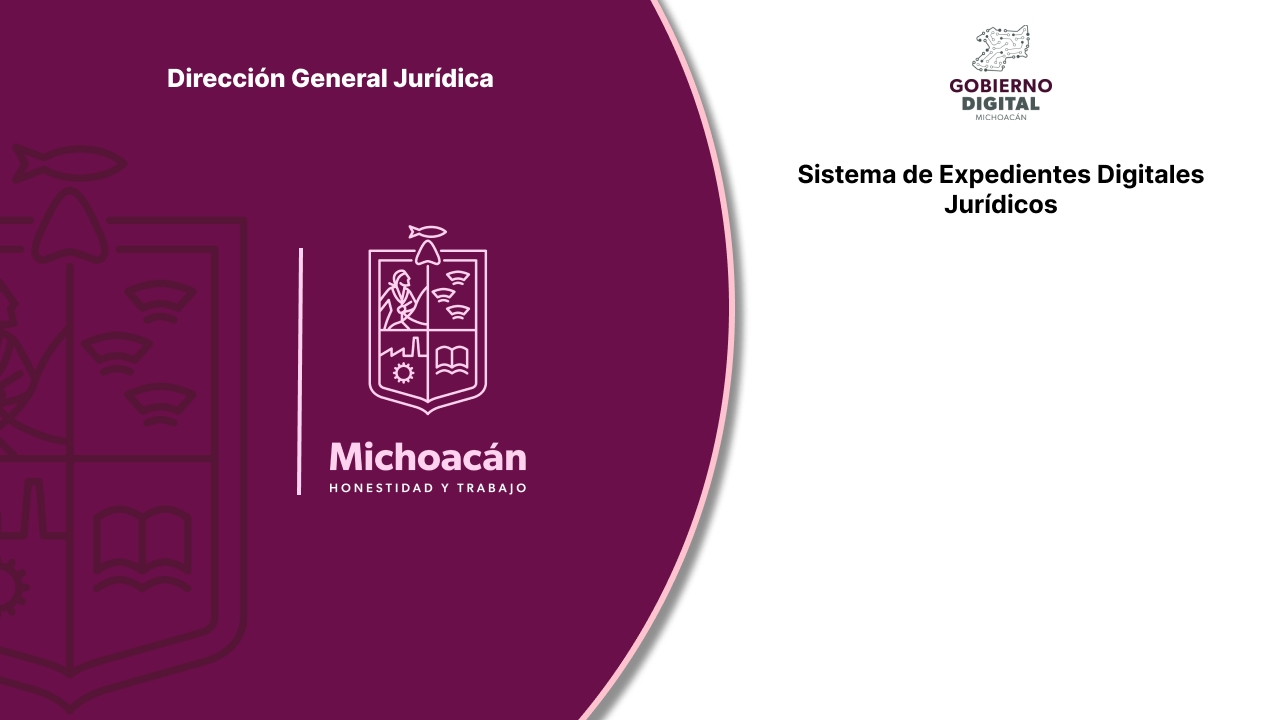 Dirección General Jurídica
Michoacán
HONESTIDAD Y TRABAJO
GOBIERNO
DIGITAL
MICHOACÁN
Sistema de Expedientes Digitales
Jurídicos